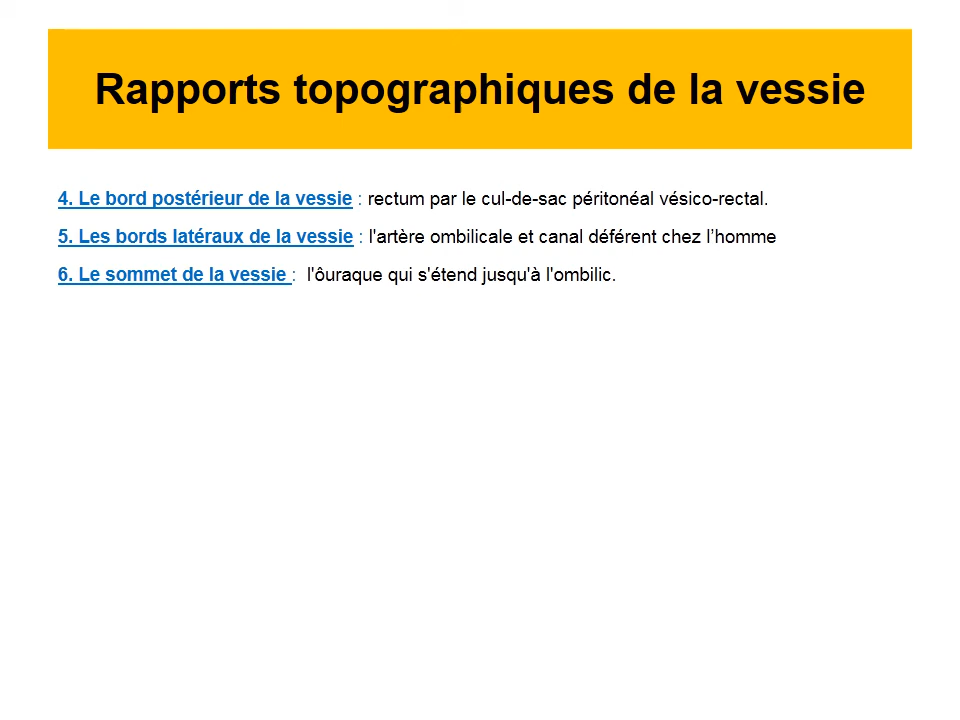 Rapports topographiques de la vessie
4. Le bord postérieur de la vessie : rectum par le cul-de-sac péritonéal vésico-rectal.
5. Les bords latéraux de la vessie : l'artère ombilicale et canal déférent chez l’homme
6. Le sommet de la vessie :  l'ôuraque qui s'étend jusqu'à l'ombilic.